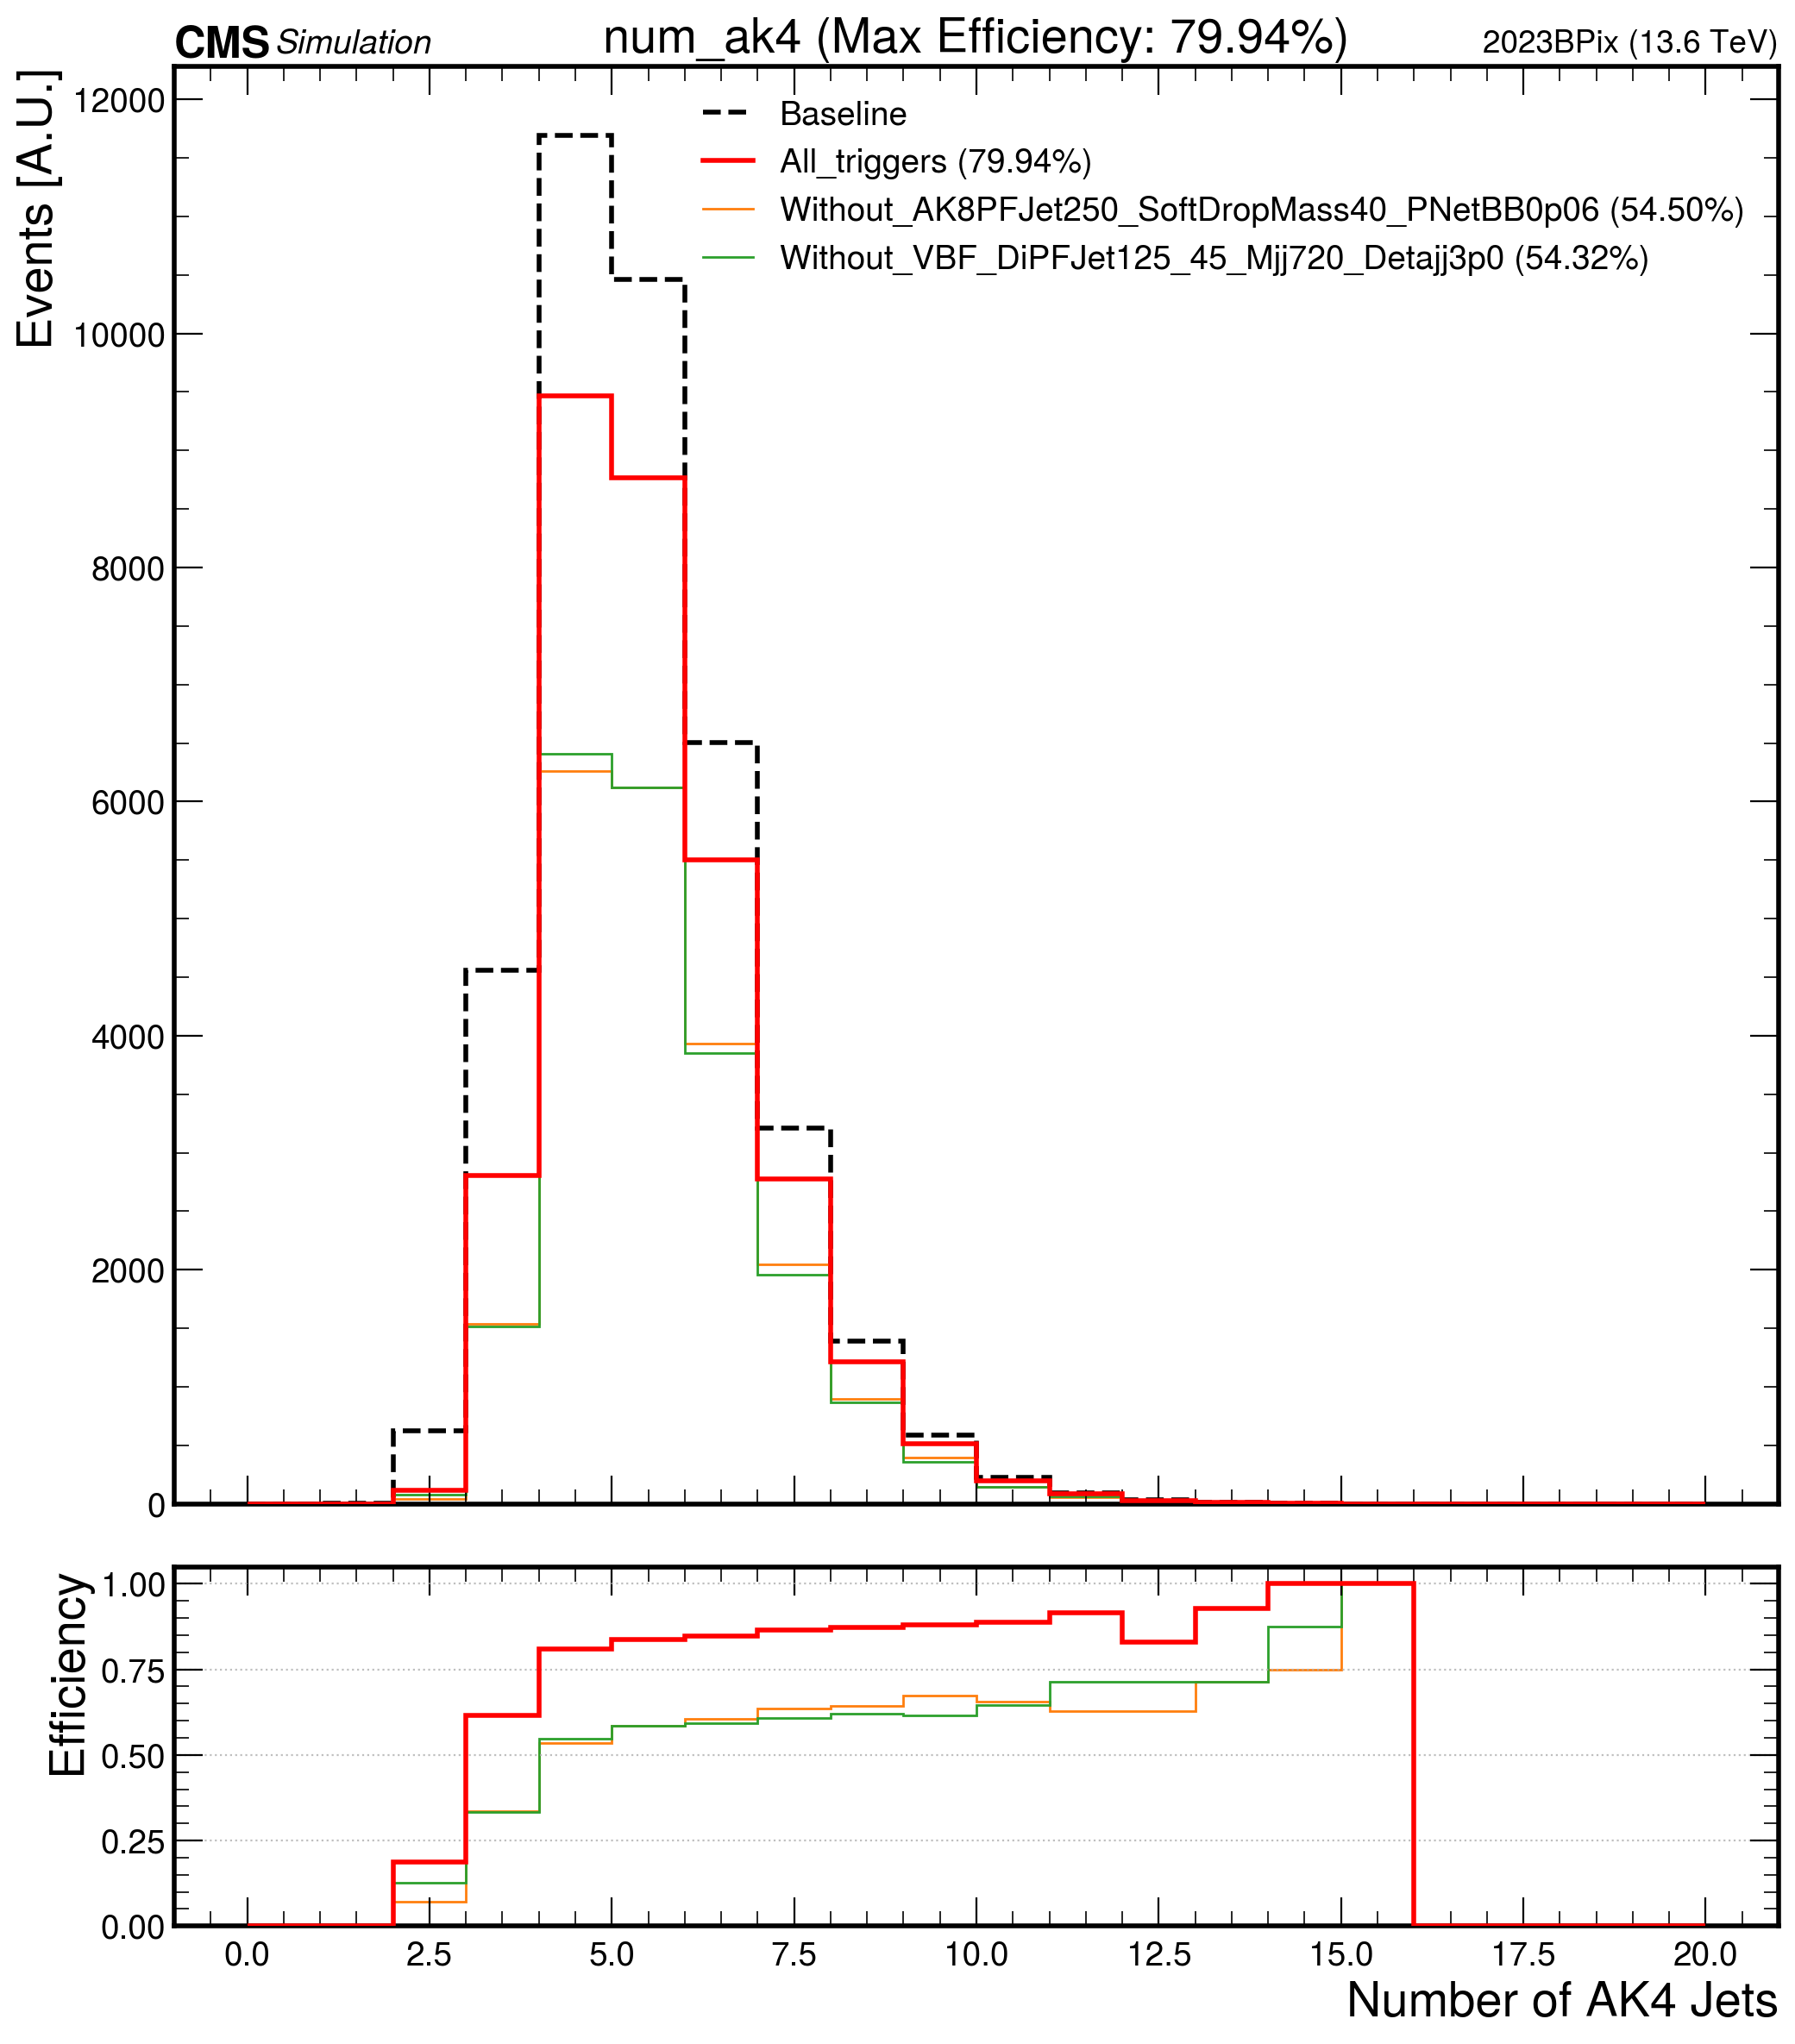 CMS Simulation num_ak4 (Max Efficiency: 79.94%) 2023BPix (13.6 TeV)
Events [A.U.]
12000
10000
8000
6000
4000
2000
0
Baseline
All_triggers (79.94%)
Without_AK8PFJet250_SoftDropMass40_PNetBB0p06 (54.50%)
Without_VBF_DiPFJet125_45_Mjj720_Detajj3p0 (54.32%)
Efficiency
1.00
0.75
0.50
0.25
0.00
0.0 2.5 5.0 7.5 10.0 12.5 15.0 17.5 20.0
Number of AK4 Jets